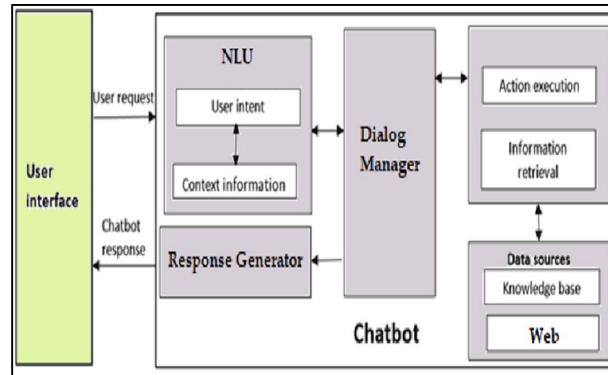 User
interface
User request
Chatbot
response
NLU
User intent
Context information
Response Generator
Dialog
Manager
Action execution
Information
retrieval
Data sources
Knowledge base
Web
Chatbot